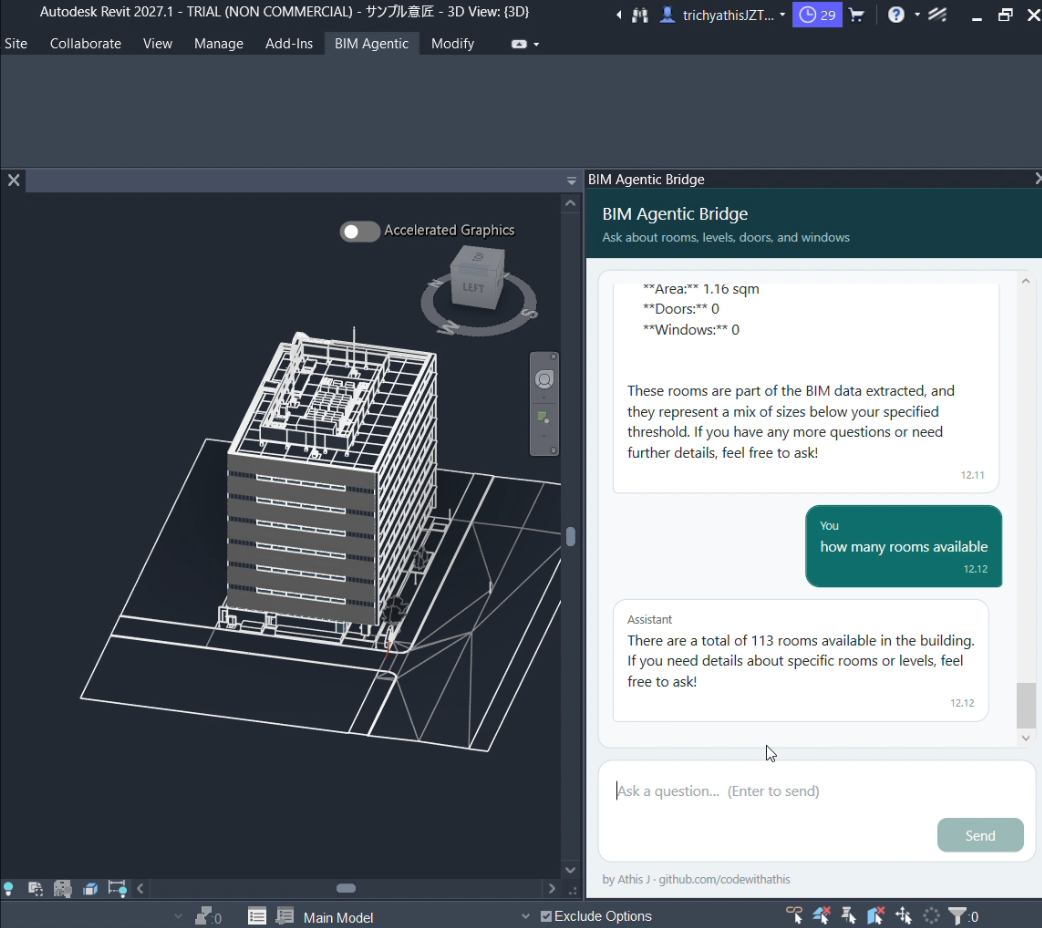 Autodesk Revit 2027.1 - TRIAL (NON COMMERCIAL) - サンプル意匠 - 3D View: {3D}
trichyathisJZT...
29
Site Collaborate View Manage Add-Ins BIM Agentic Modify
BIM Agentic Bridge
BIM Agentic Bridge
Ask about rooms, levels, doors, and windows
Accelerated Graphics
LEFT
N
S
W
**Area:** 1.16 sqm
**Doors:** 0
**Windows:** 0
These rooms are part of the BIM data extracted, and
they represent a mix of sizes below your specified
threshold. If you have any more questions or need
further details, feel free to ask!
12.11
You
how many rooms available
12.12
Assistant
There are a total of 113 rooms available in the building.
If you need details about specific rooms or levels, feel
free to ask!
12.12
Ask a question... (Enter to send)
Send
by Athis J - github.com/codewithathis
:0
Main Model
Exclude Options
:0